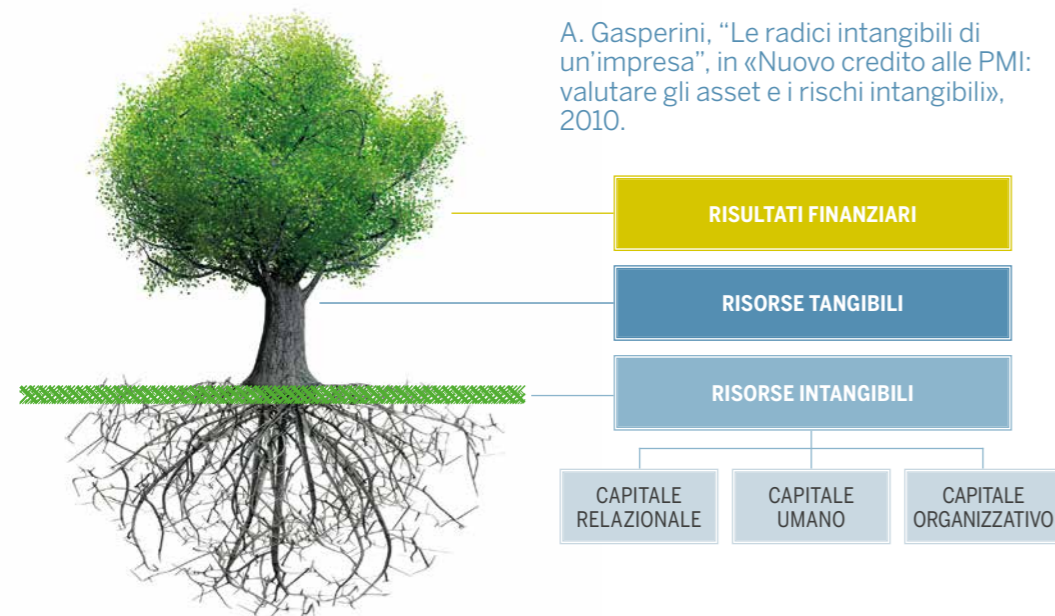 A. Gasperini, “Le radici intangibili di
un’impresa”, in «Nuovo credito alle PMI:
valutare gli asset e i rischi intangibili»,
2010.
RISULTATI FINANZIARI
RISORSE TANGIBILI
RISORSE INTANGIBILI
CAPITALE
RELAZIONALE
CAPITALE
UMANO
CAPITALE
ORGANIZZATIVO